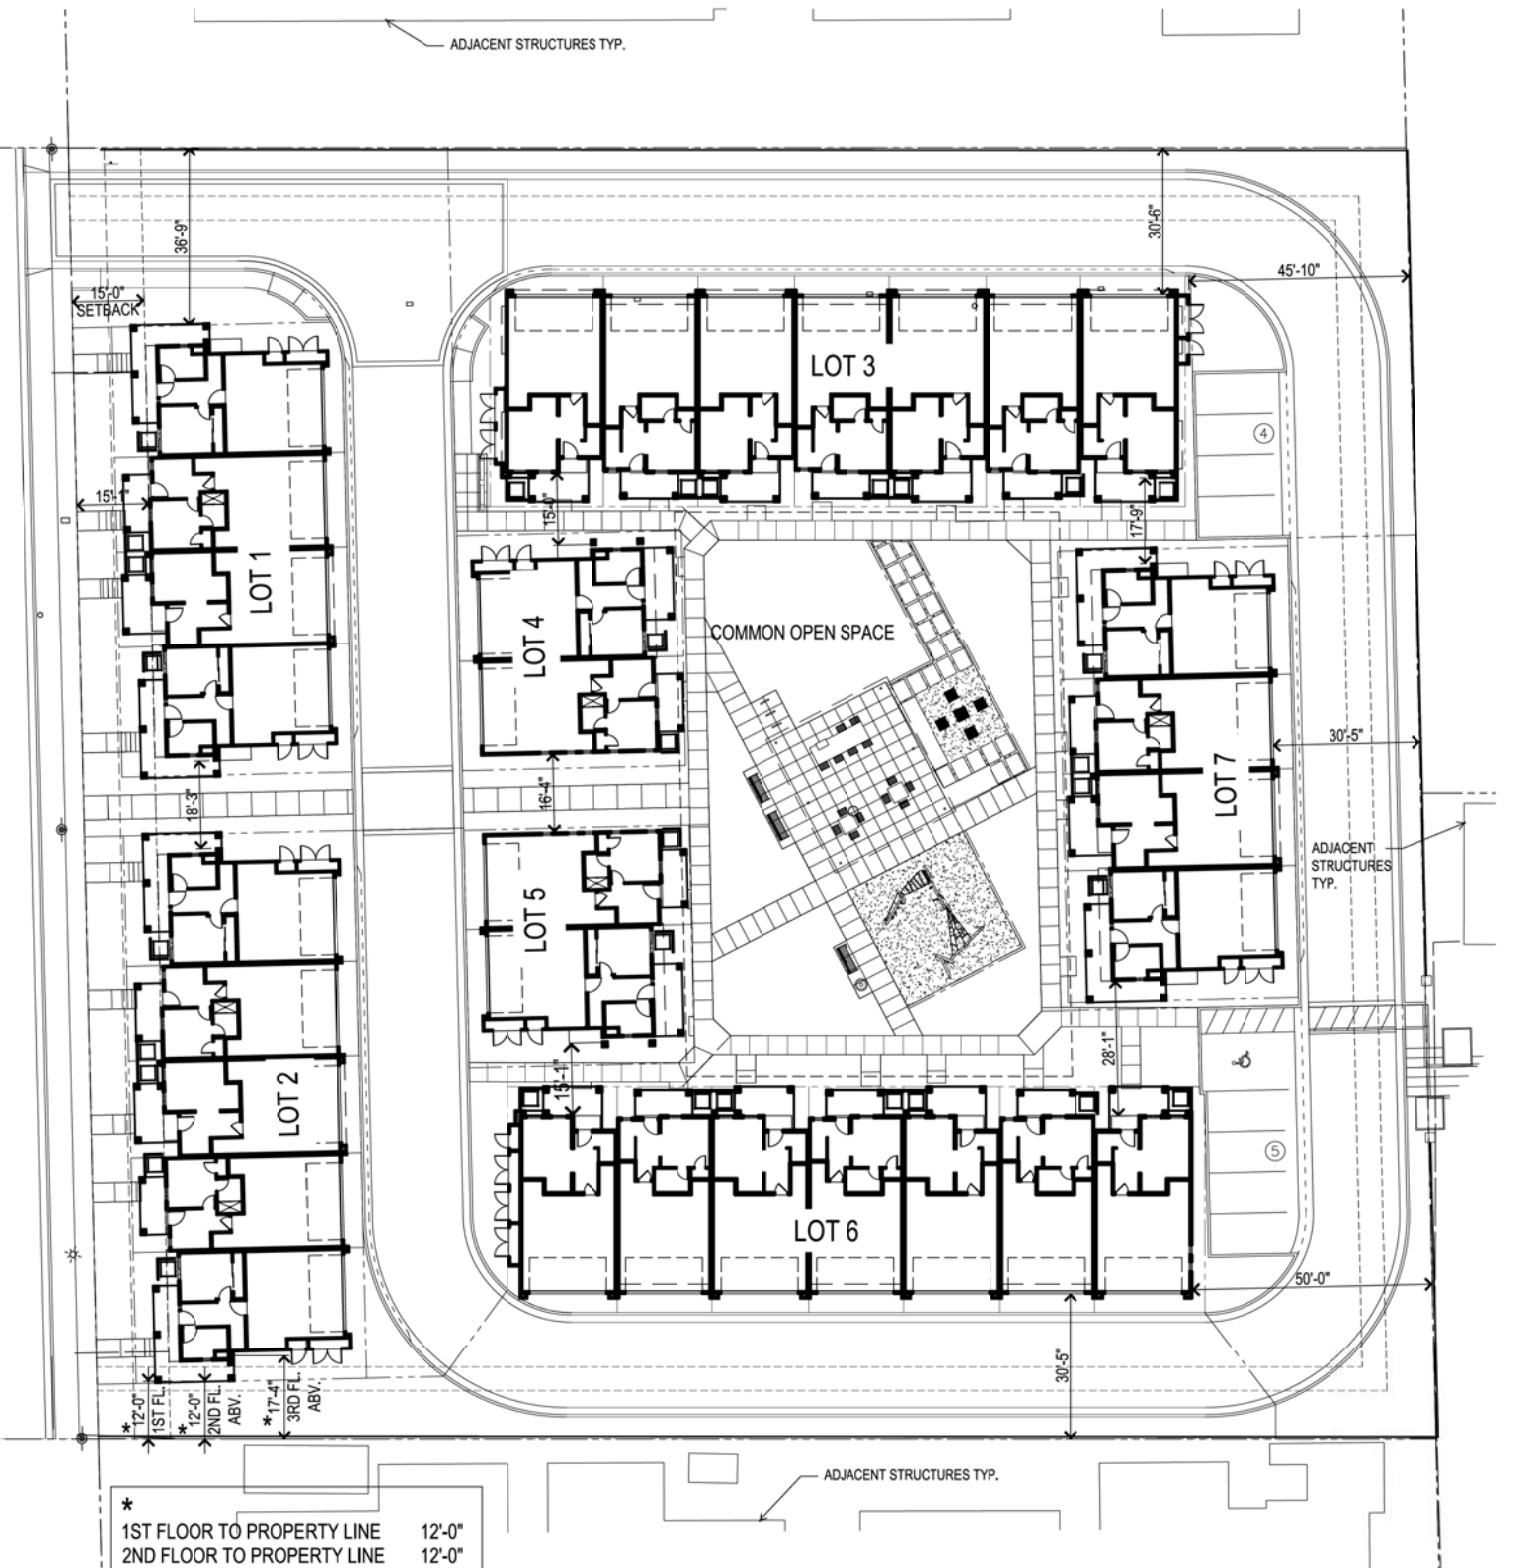 ADJACENT STRUCTURES TYP.
36'-9"
30'-6"
45'-10"
15'-0"
SETBACK
LOT 3
4
15'-1"
15'-0"
17'-9"
LOT 1
LOT 4
COMMON OPEN SPACE
30'-5"
LOT 7
18'-3"
16'-4"
ADJACENT
STRUCTURES
TYP.
LOT 5
28'-1"
15'-1"
LOT 2
5
LOT 6
50'-0"
30'-5"
* 12'-0"
1ST FL.
* 12'-0"
2ND FL.
ABV.
* 17'-4"
3RD FL.
ABV.
ADJACENT STRUCTURES TYP.
*
1ST FLOOR TO PROPERTY LINE 12'-0"
2ND FLOOR TO PROPERTY LINE 12'-0"